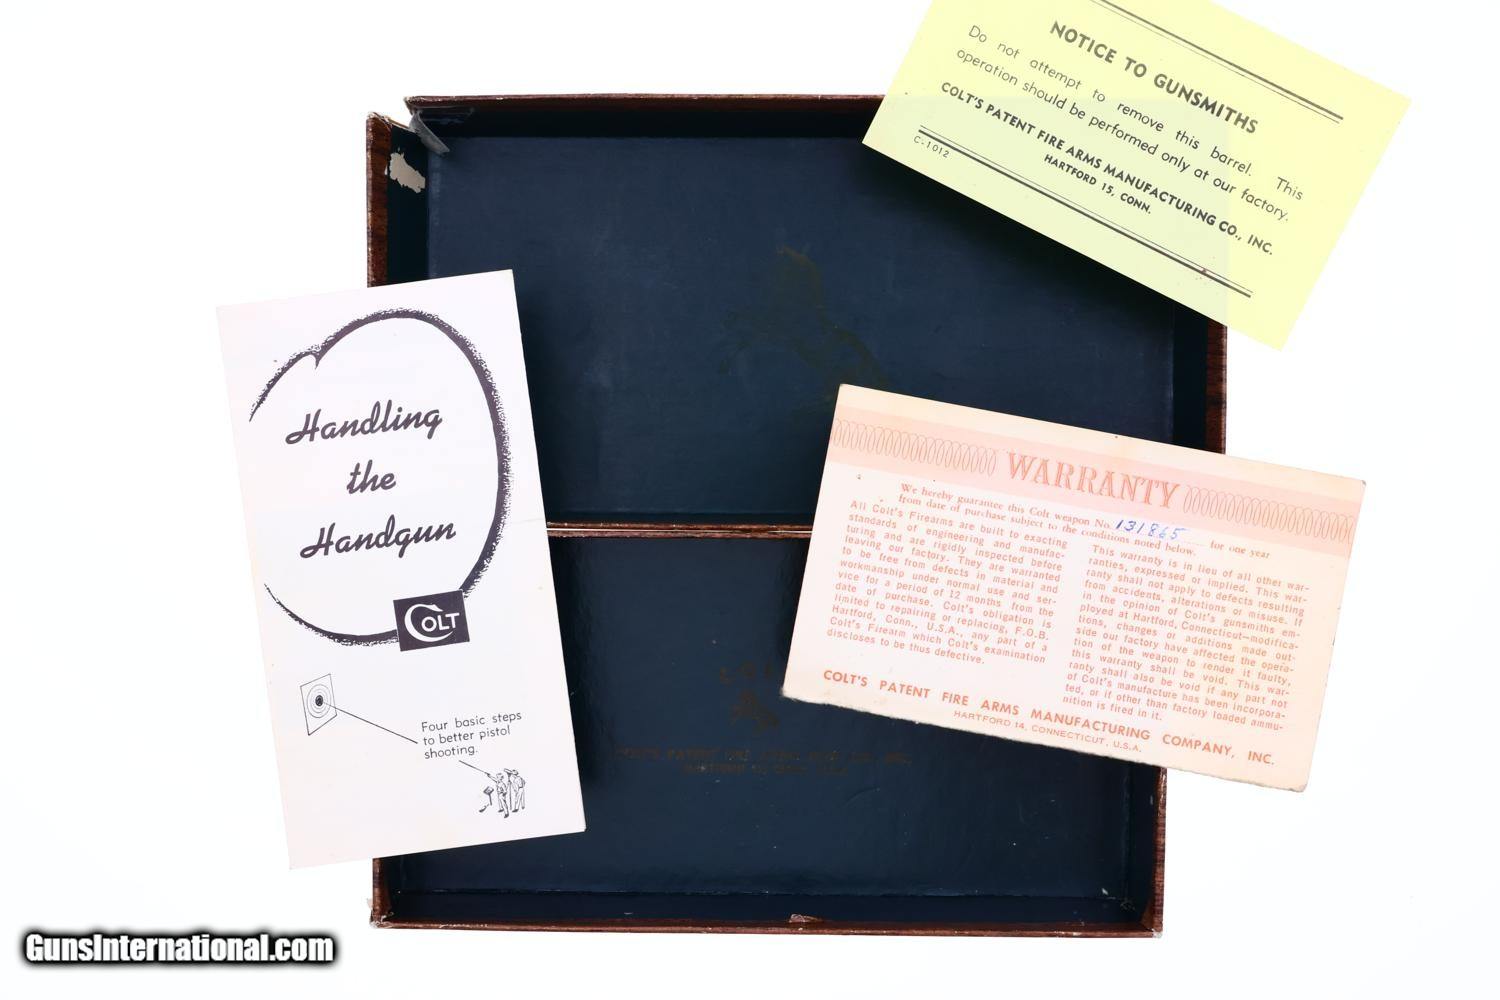 NOTICE TO GUNSMITHS
Do not attempt to remove this barrel. This
operation should be performed only at our factory.
COLT'S PATENT FIRE ARMS MANUFACTURING CO., INC.
HARTFORD 15, CONN.
C-1012
Handling
the
Handgun
COLT
Four basic steps
to better pistol
shooting.
WARRANTY
We hereby guarantee this Colt weapon No. 131865 for one year
from date of purchase subject to the conditions noted below.
All Colt's Firearms are built to exacting
standards of engineering and manufac-
turing and are rigidly inspected before
leaving our factory. They are warranted
to be free from defects in material and
workmanship under normal use and ser-
vice for a period of 12 months from the
date of purchase. Colt's obligation is
limited to repairing or replacing, F.O.B.
Hartford, Conn., U.S.A., any part of a
Colt's Firearm which Colt's examination
discloses to be thus defective.
This warranty is in lieu of all other war-
ranties, expressed or implied. This war-
ranty shall not apply to defects resulting
from accidents, alterations or misuse. If
in the opinion of Colt's gunsmiths em-
ployed at Hartford, Connecticut—modifica-
tions, changes or additions made out-
side our factory have affected the opera-
tion of the weapon to render it faulty,
this warranty shall be void. This war-
ranty shall also be void if any part not
of Colt's manufacture has been incorpora-
ted, or if other than factory loaded ammu-
nition is fired in it.
COLT'S PATENT FIRE ARMS MANUFACTURING COMPANY, INC.
HARTFORD 14, CONNECTICUT, U.S.A.
COLT'S PATENT FIRE ARMS
GunsInternational.com